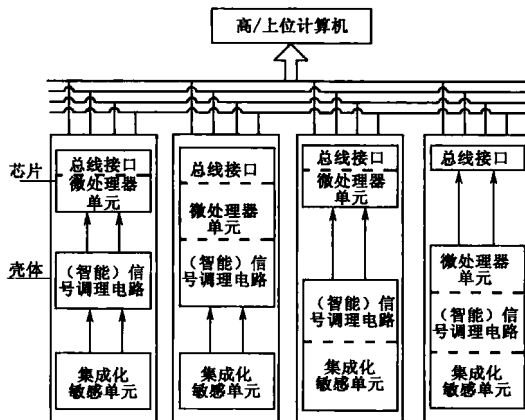 高/上位计算机
芯片
壳体
总线接口
微处理器
单元
（智能）信
号调理电路
集成化
敏感单元
总线接口
微处理器
单元
（智能）信
号调理电路
集成化
敏感单元
总线接口
微处理器
单元
（智能）信
号调理电路
集成化
敏感单元
总线接口
微处理器
单元
（智能）信
号调理电路
集成化
敏感单元